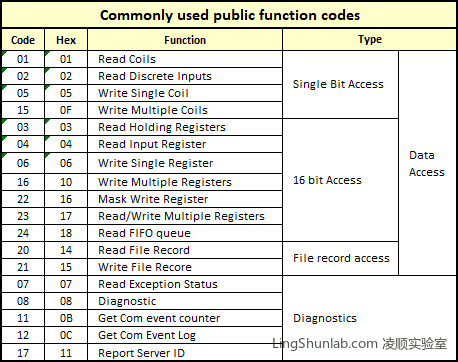 Commonly used public function codes
Code Hex Function Type
01 01 Read Coils
02 02 Read Discrete Inputs
Single Bit Access
05 05 Write Single Coil
15 0F Write Multiple Coils
03 03 Read Holding Registers
04 04 Read Input Register
Data Access
06 06 Write Single Register
16 10 Write Multiple Registers
16 bit Access
22 16 Mask Write Register
23 17 Read/Write Multiple Registers
24 18 Read FIFO queue
20 14 Read File Record
File record access
21 15 Write File Recore
07 07 Read Exception Status
08 08 Diagnostic
11 0B Get Com event counter
Diagnostics
12 0C Get Com Event Log
17 11 Report Server ID
LingShunlab.com 凌顺实验室